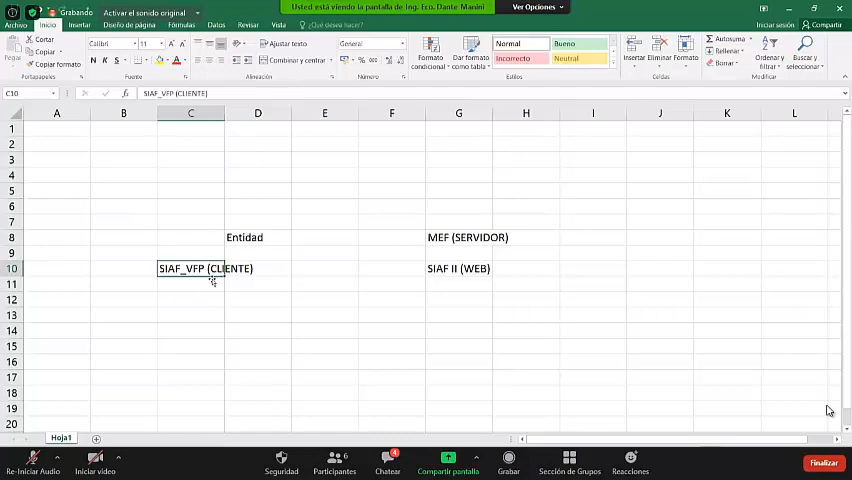 Grabando
Activar el sonido original
Usted está viendo la pantalla de Ing. Eco. Dante Manini
Ver Opciones
Archivo Inicio Insertar Diseño de página Fórmulas Datos Revisar Vista ¿Qué desea hacer?
Iniciar sesión Compartir
Cortar
Copiar
Copiar formato
Pegar
Portapapeles
Calibri 11
N K S
Fuente
Ajustar texto
Combinar y centrar
Alineación
General
Número
Formato condicional
Dar formato como tabla
Normal Bueno
Incorrecto Neutral
Estilos
Insertar Eliminar Formato
Celdas
Autosuma
Rellenar
Borrar
Ordenar y filtrar
Buscar y seleccionar
Modificar
C10 fx SIAF_VFP (CLIENTE)
A B C D E F G H I J K L
1
2
3
4
5
6
7
8 Entidad MEF (SERVIDOR)
9
10 SIAF_VFP (CLIENTE) SIAF II (WEB)
11
12
13
14
15
16
17
18
19
20
Hoja1
6
4
Re-Iniciar Audio Iniciar video Seguridad Participantes Chatear Compartir pantalla Grabar Sección de Grupos Reacciones Finalizar